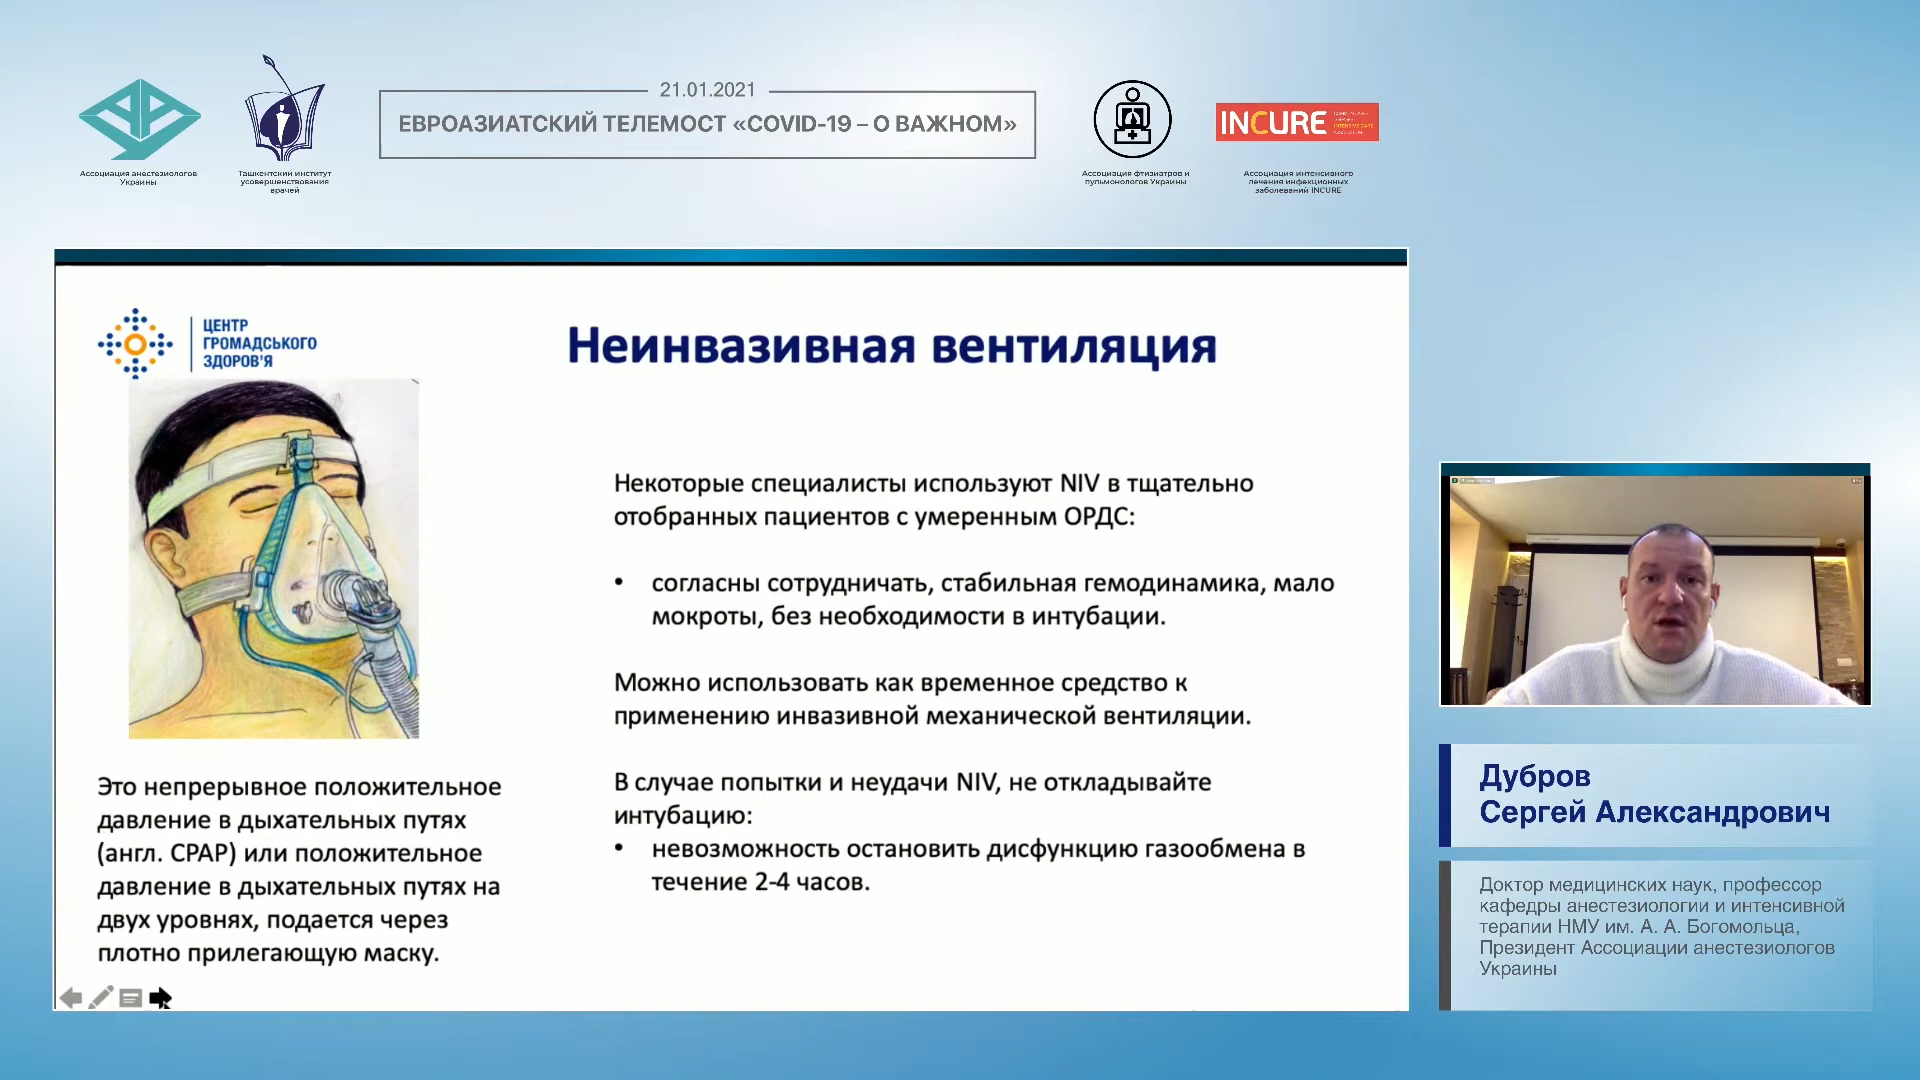 21.01.2021
ЕВРОАЗИАТСКИЙ ТЕЛЕМОСТ «COVID-19 – О ВАЖНОМ»
Ассоциация анестезиологов
Украины
Ташкентский институт
усовершенствования
врачей
Ассоциация фтизиатров и
пульмонологов Украины
INCURE
Ассоциация интенсивного
лечения инфекционных
заболеваний INCURE
ЦЕНТР
ГРОМАДСЬКОГО
ЗДОРОВ'Я
Неинвазивная вентиляция
Это непрерывное положительное
давление в дыхательных путях
(англ. CPAP) или положительное
давление в дыхательных путях на
двух уровнях, подается через
плотно прилегающую маску.
Некоторые специалисты используют NIV в тщательно
отобранных пациентов с умеренным ОРДС:
• согласны сотрудничать, стабильная гемодинамика, мало
мокроты, без необходимости в интубации.
Можно использовать как временное средство к
применению инвазивной механической вентиляции.
В случае попытки и неудачи NIV, не откладывайте
интубацию:
• невозможность остановить дисфункцию газообмена в
течение 2-4 часов.
Дубров
Сергей Александрович
Доктор медицинских наук, профессор
кафедры анестезиологии и интенсивной
терапии НМУ им. А. А. Богомольца,
Президент Ассоциации анестезиологов
Украины